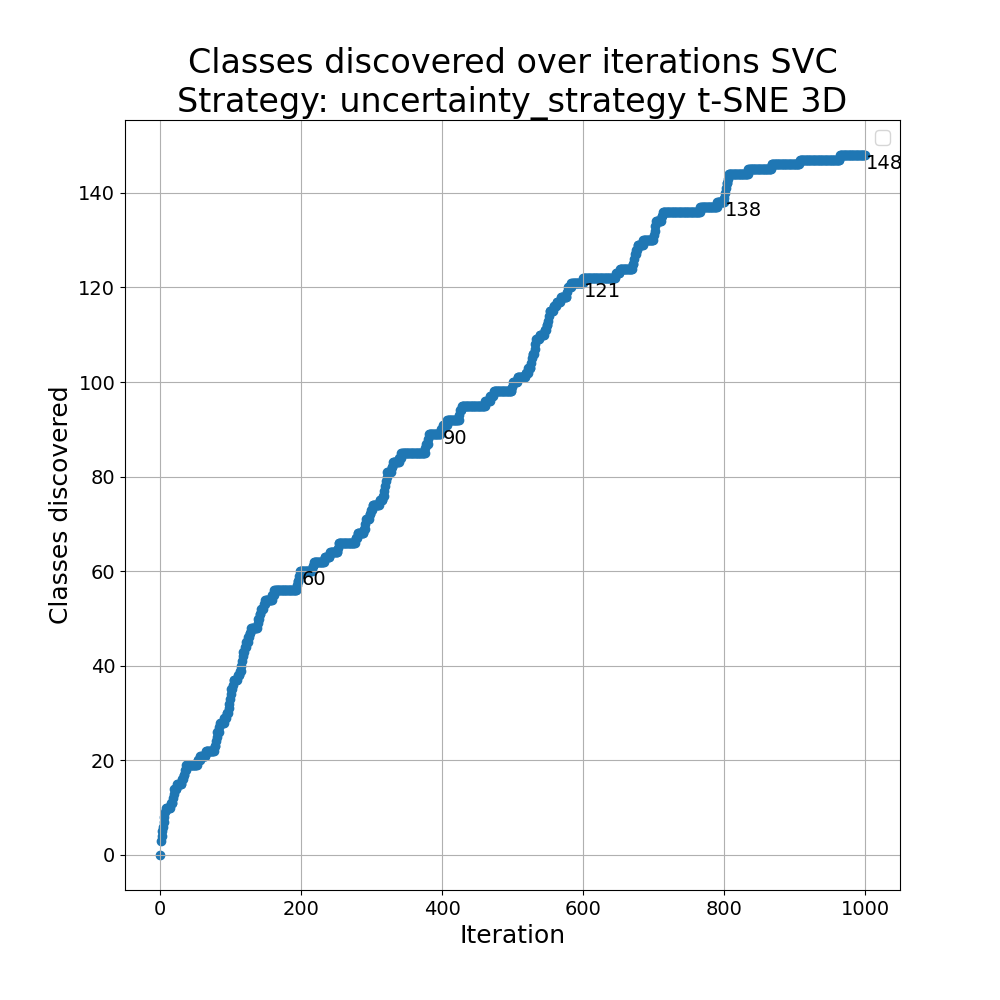 Classes discovered over iterations SVC
Strategy: uncertainty_strategy t-SNE 3D
148
140
138
120
121
100
90
80
60
60
40
20
0
Classes discovered
0 200 400 600 800 1000
Iteration